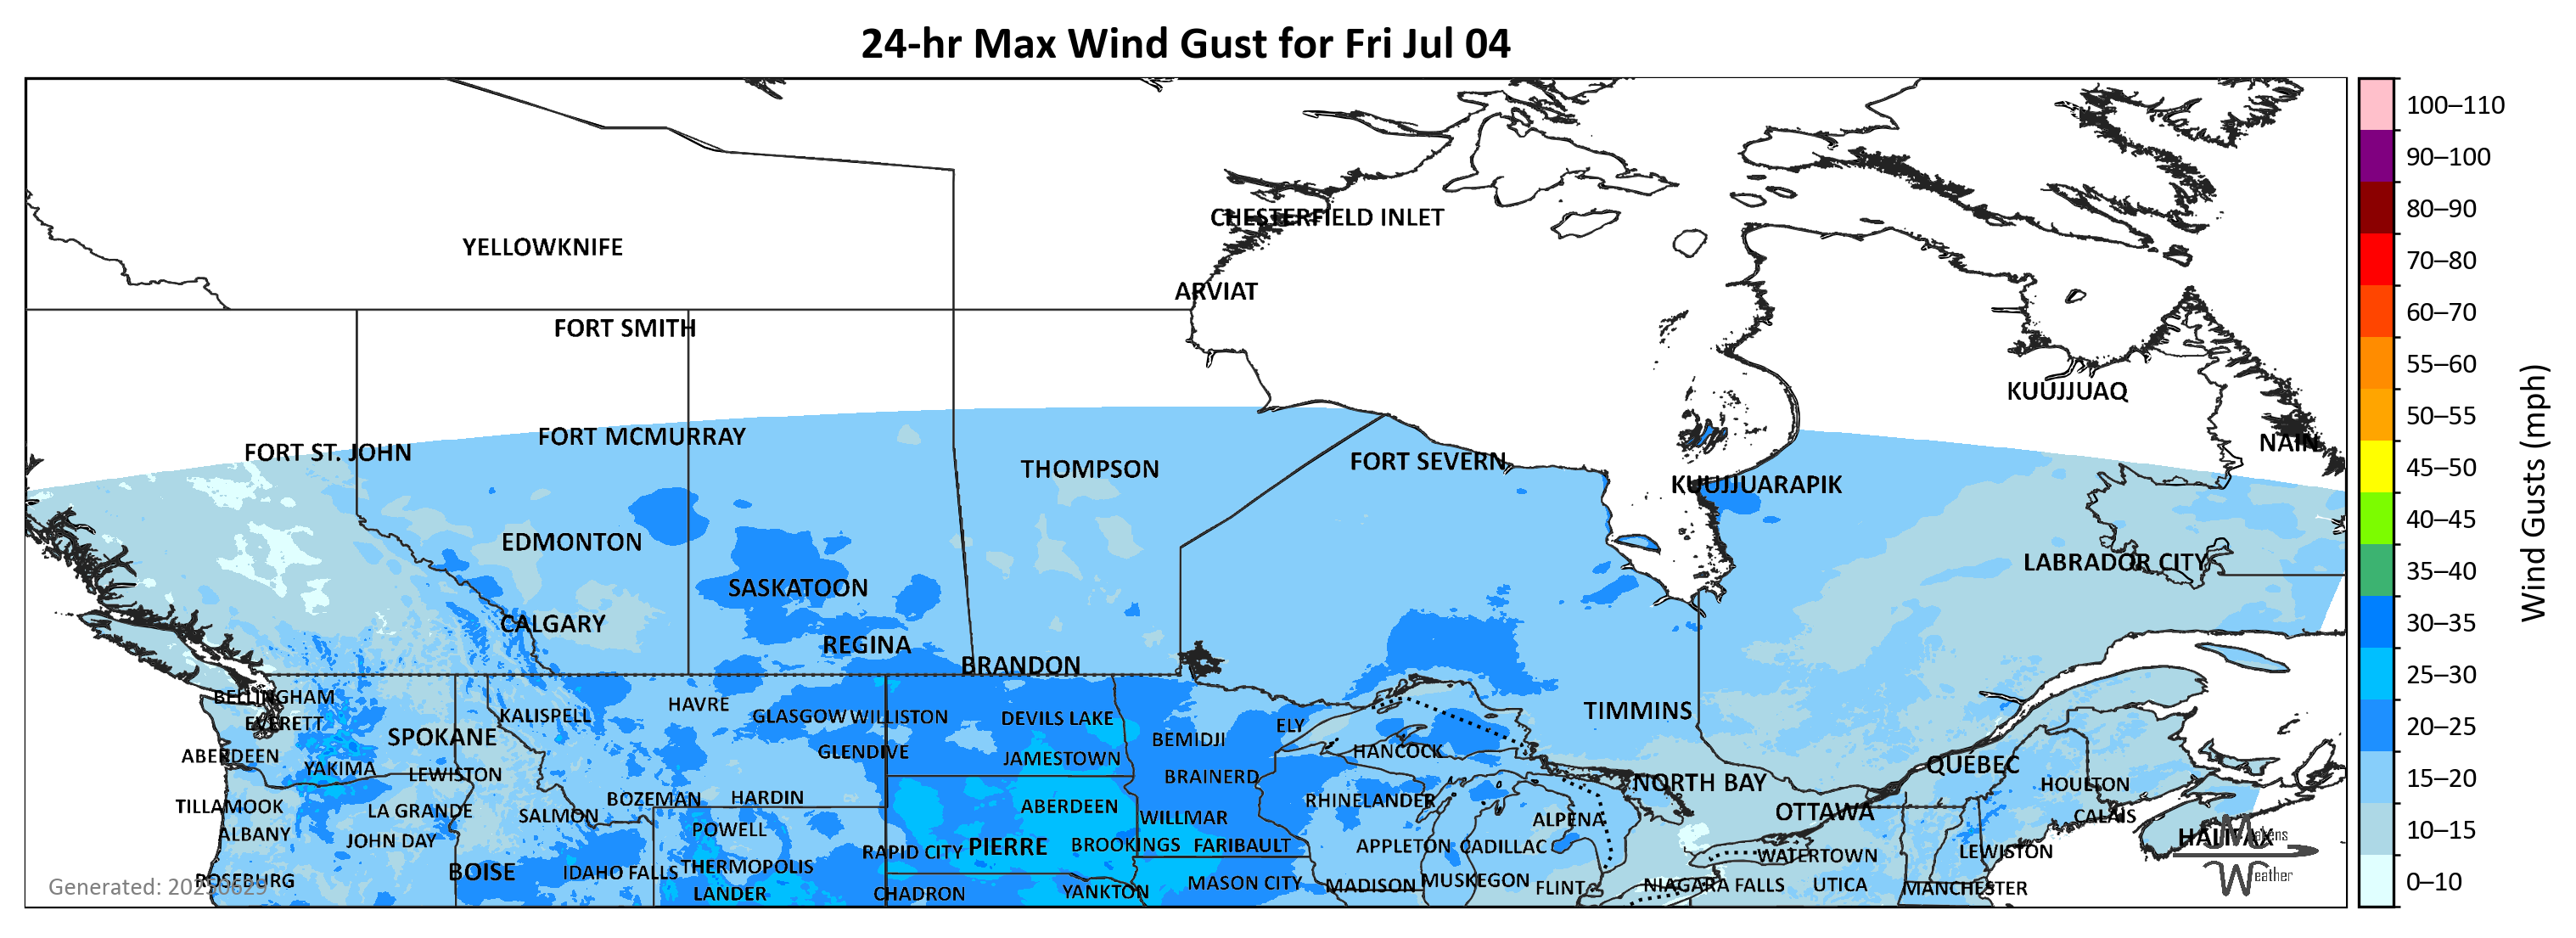 24-hr Max Wind Gust for Fri Jul 04
100–110
90–100
80–90
70–80
60–70
55–60
50–55
45–50
40–45
35–40
30–35
25–30
20–25
15–20
10–15
0–10
Wind Gusts (mph)
CHESTERFIELD INLET
YELLOWKNIFE
ARVIAT
FORT SMITH
KUUJJUAQ
FORT MCMURRAY
NAIN
FORT ST. JOHN
FORT SEVERN
THOMPSON
KUUJJUARAPIK
EDMONTON
LABRADOR CITY
SASKATOON
CALGARY
REGINA
BRANDON
BELLINGHAM
HAVRE
TIMMINS
KALISPELL
GLASGOW
WILLISTON
DEVILS LAKE
EVERETT
ELY
SPOKANE
BEMIDJI
GLENDIVE
HANCOCK
ABERDEEN
JAMESTOWN
QUÉBEC
YAKIMA
LEWISTON
BRAINERD
NORTH BAY
HOULTON
BOZEMAN
HARDIN
RHINELANDER
TILLAMOOK
ABERDEEN
LA GRANDE
OTTAWA
SALMON
WILLMAR
ALPENA
CALAIS
POWELL
ALBANY
HALIFAX
JOHN DAY
RAPID CITY
PIERRE
BROOKINGS
FARIBAULT
APPLETON
CADILLAC
WATERTOWN
LEWISTON
THERMOPOLIS
BOISE
IDAHO FALLS
ROSEBURG
MASON CITY
MADISON
MUSKEGON
FLINT
NIAGARA FALLS
UTICA
MANCHESTER
LANDER
CHADRON
YANKTON
Generated: 20250629
Makens
Weather